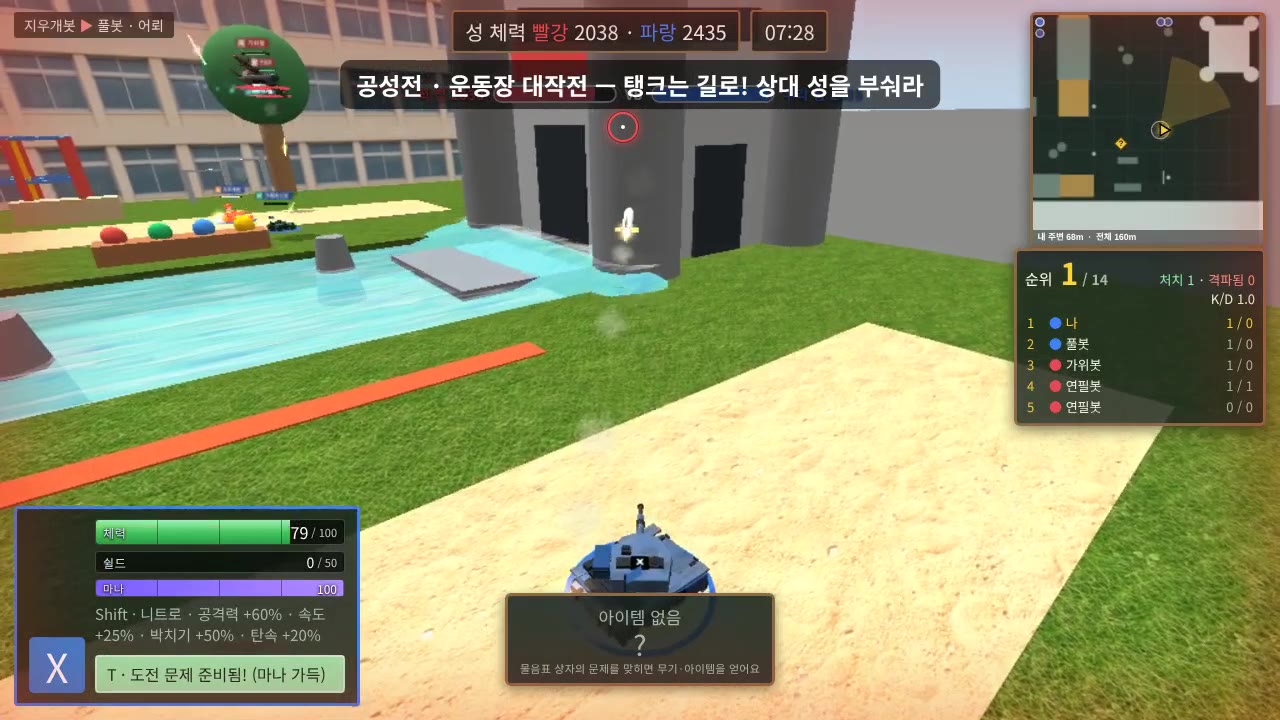 지우개봇 ▶ 풀봇 · 어뢰
성 체력 빨강 2038 · 파랑 2435
07:28
공성전 · 운동장 대작전 — 탱크는 길로! 상대 성을 부숴라
내 주변 68m · 전체 160m
순위 1 / 14
처치 1 · 격파됨 0
K/D 1.0
1 나 1 / 0
2 풀봇 1 / 0
3 가위봇 1 / 0
4 연필봇 1 / 1
5 연필봇 0 / 0
체력 79 / 100
쉴드 0 / 50
마나 100
Shift · 니트로 · 공격력 +60% · 속도
+25% · 박치기 +50% · 탄속 +20%
X
T · 도전 문제 준비됨! (마나 가득)
아이템 없음
?
물음표 상자의 문제를 맞히면 무기·아이템을 얻어요